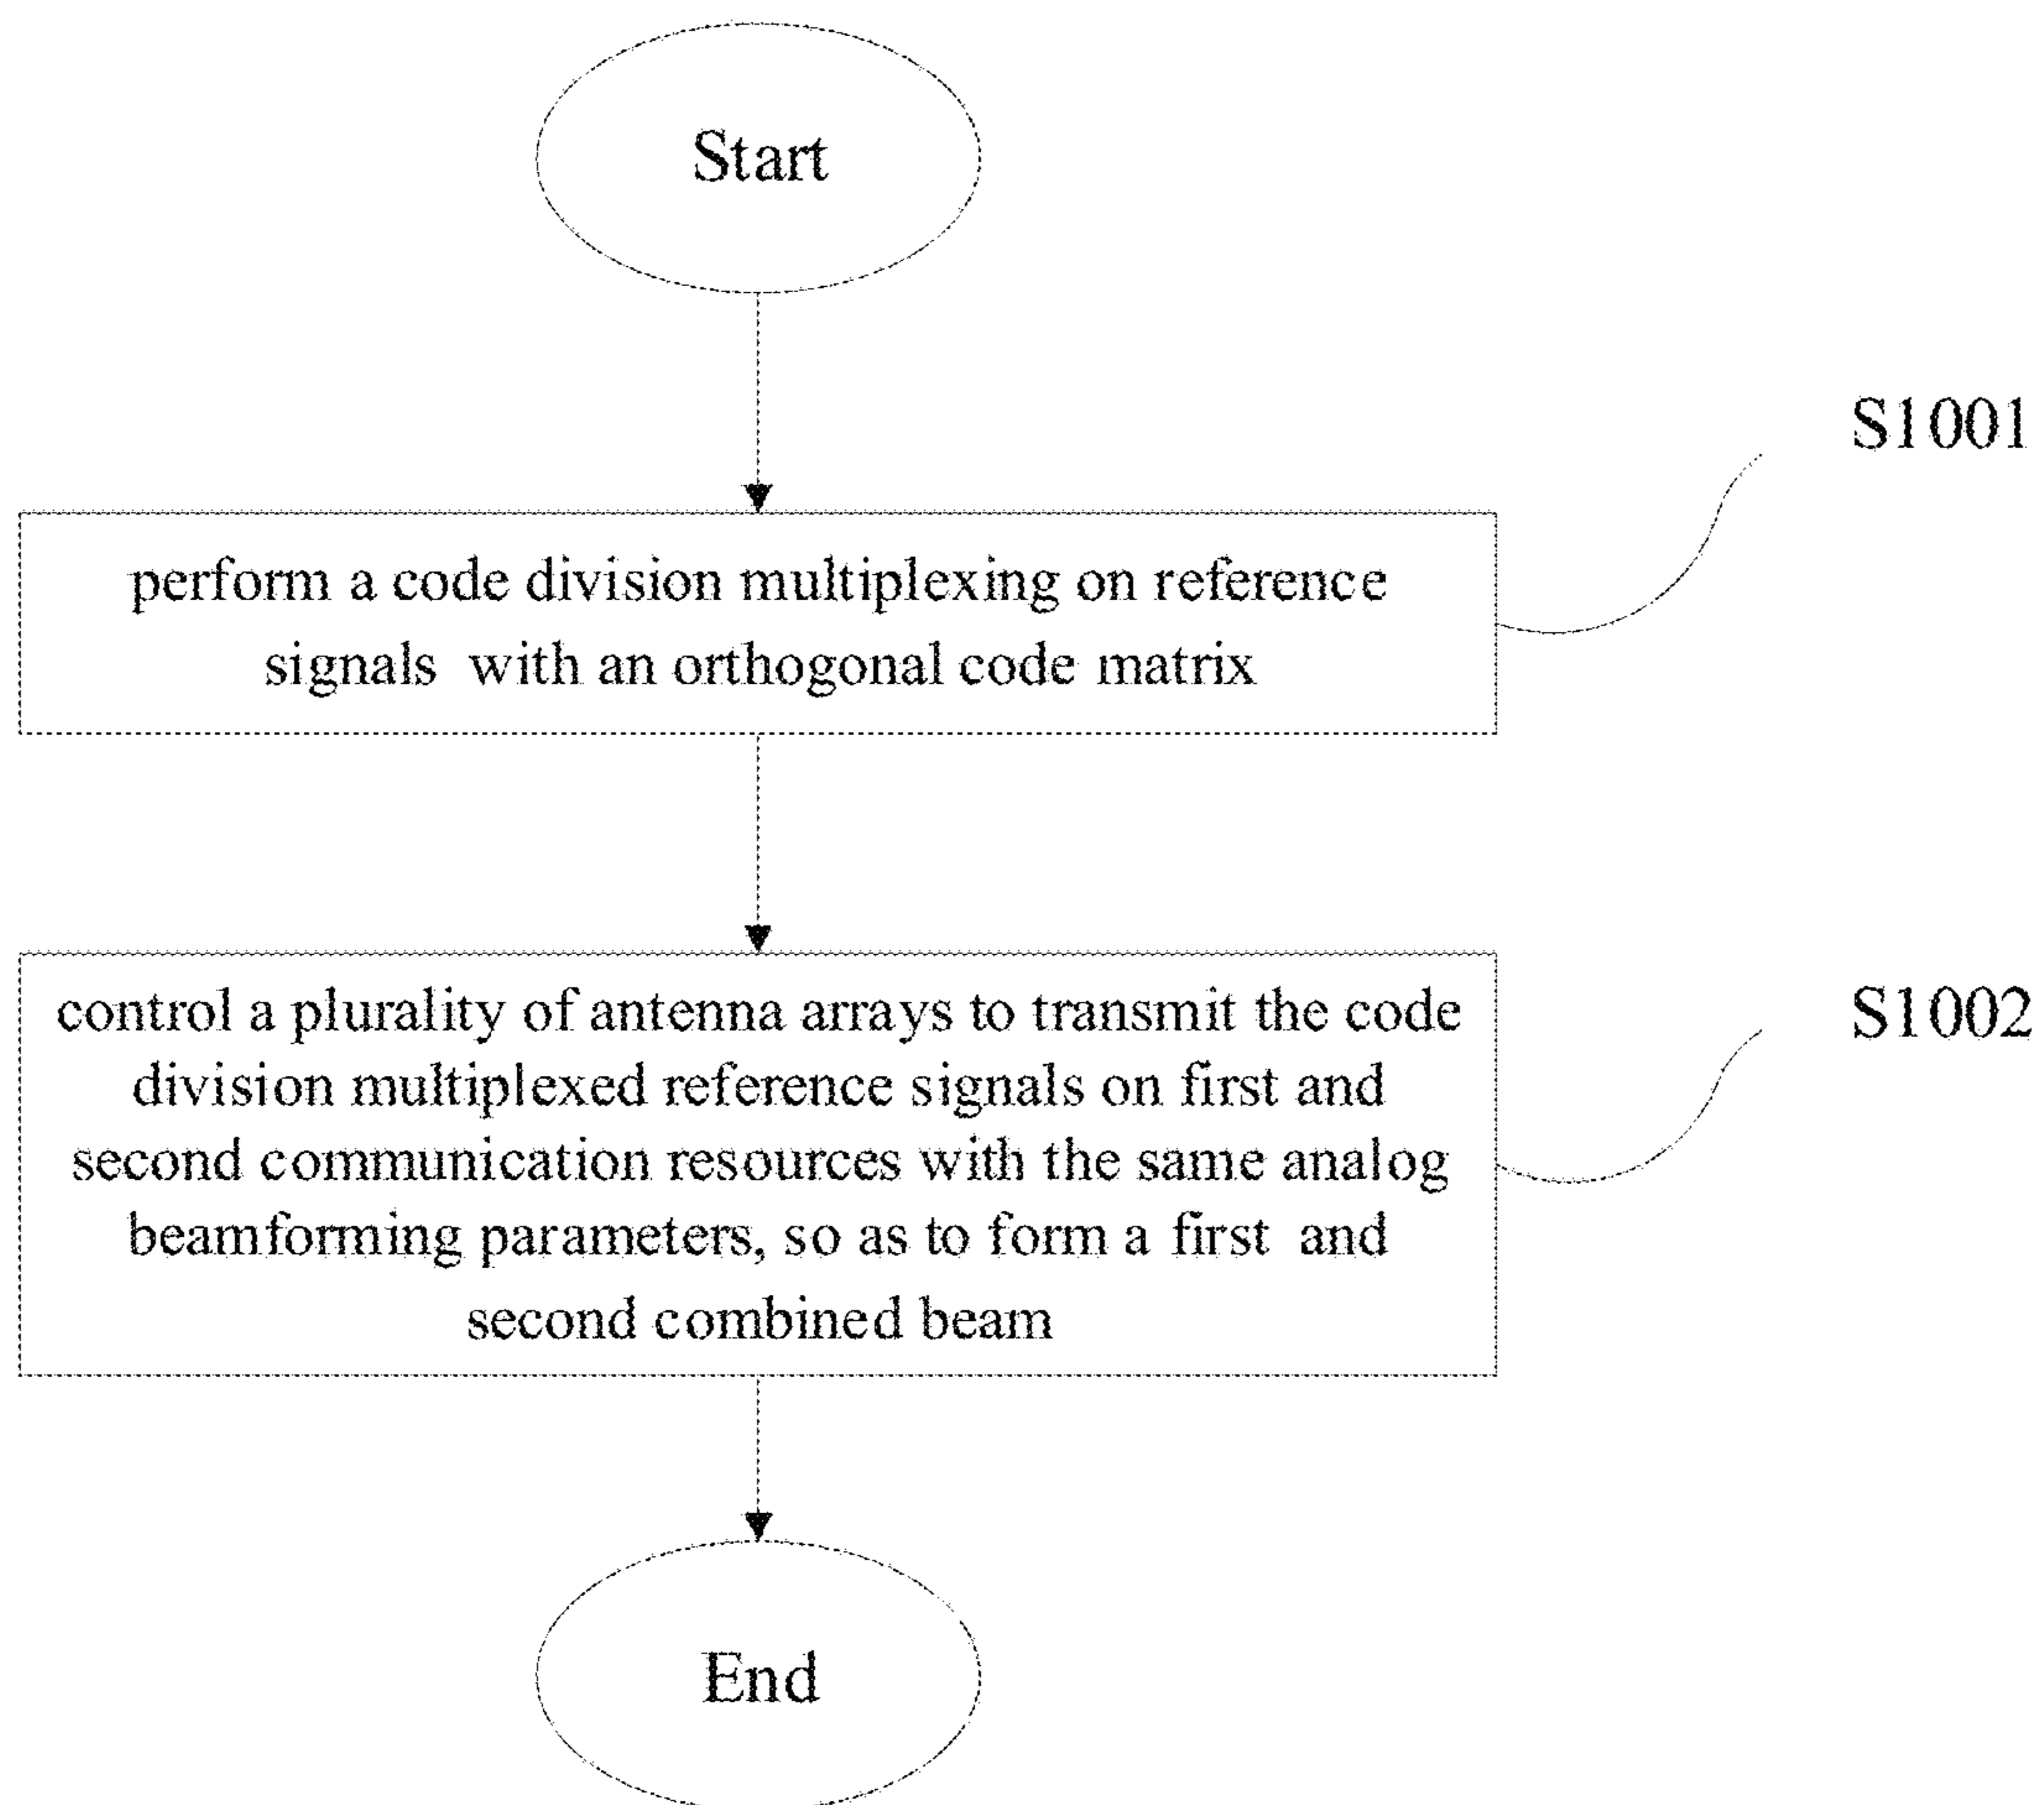 Start
S1001
perform a code division multiplexing on reference
signals with an orthogonal code matrix
S1002
control a plurality of antenna arrays to transmit the code
division multiplexed reference signals on first and
second communication resources with the same analog
beamforming parameters, so as to form a first and
second combined beam
End